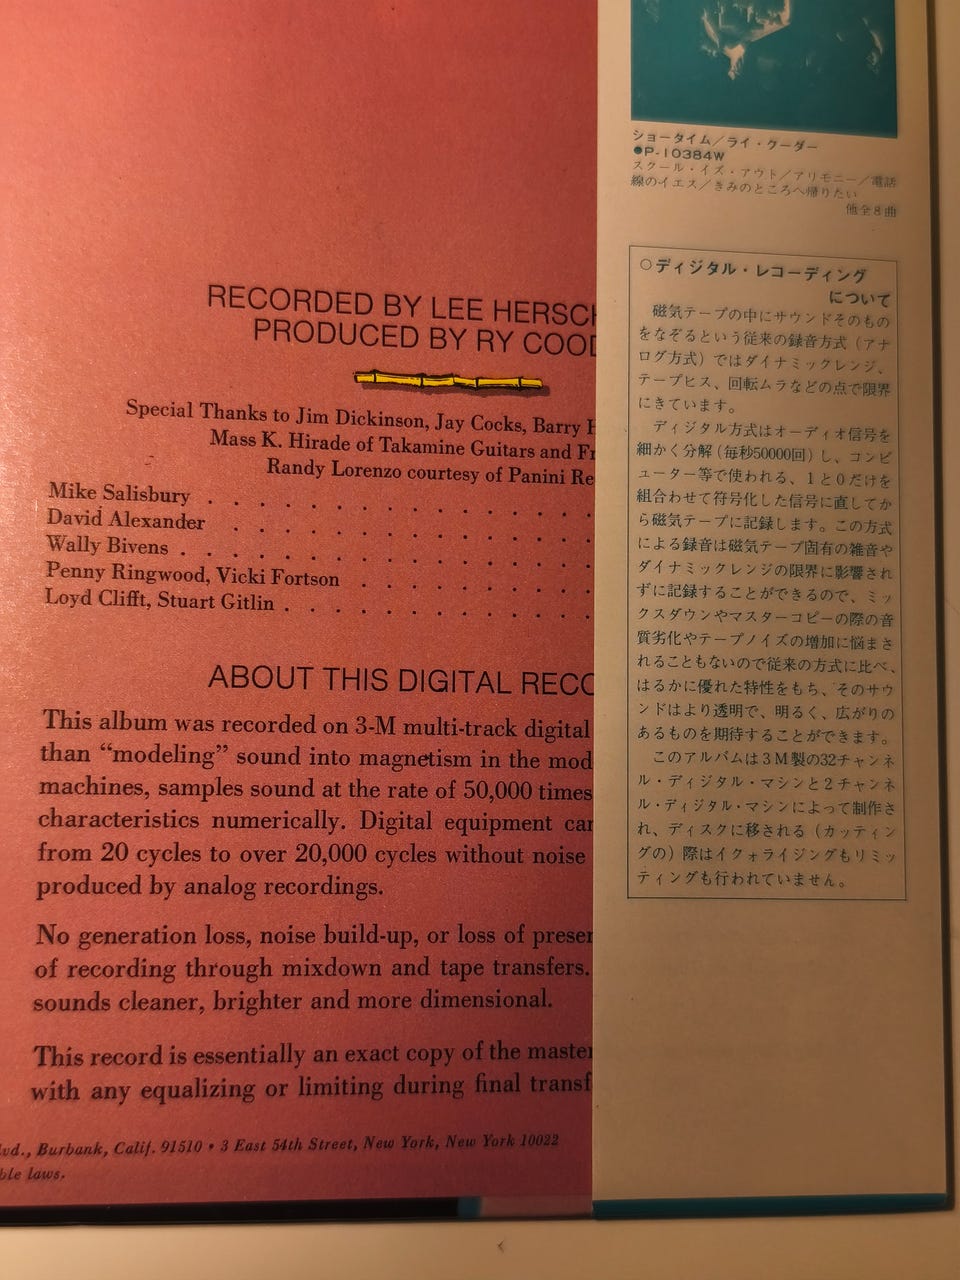 RECORDED BY LEE HERSCH
PRODUCED BY RY COOD
Special Thanks to Jim Dickinson, Jay Cocks, Barry H
Mass K. Hirade of Takamine Guitars and Fr
Randy Lorenzo courtesy of Panini Re
Mike Salisbury . . . . . . . . . . . . . . . .
David Alexander . . . . . . . . . . . . . . .
Wally Bivens . . . . . . . . . . . . . . . . .
Penny Ringwood, Vicki Fortson . . . . . . . . .
Loyd Clifft, Stuart Gitlin . . . . . . . . . . . .
ABOUT THIS DIGITAL RECO
This album was recorded on 3-M multi-track digital
than “modeling” sound into magnetism in the mod
machines, samples sound at the rate of 50,000 times
characteristics numerically. Digital equipment can
from 20 cycles to over 20,000 cycles without noise
produced by analog recordings.
No generation loss, noise build-up, or loss of presen
of recording through mixdown and tape transfers.
sounds cleaner, brighter and more dimensional.
This record is essentially an exact copy of the master
with any equalizing or limiting during final transf
lvd., Burbank, Calif. 91510 • 3 East 54th Street, New York, New York 10022
ble laws.
ショータイム／ライ・クーダー
●P-10384W
スクール・イズ・アウト／アリモニー／電話
線のイエス／きみのところへ帰りたい
他全8曲
○ディジタル・レコーディング
について
磁気テープの中にサウンドそのもの
をなぞるという従来の録音方式（アナ
ログ方式）ではダイナミックレンジ、
テープヒス、回転ムラなどの点で限界
にきています。
ディジタル方式はオーディオ信号を
細かく分解（毎秒50000回）し、コンピ
ューター等で使われる、1と0だけを
組合わせて符号化した信号に直してか
ら磁気テープに記録します。この方式
による録音は磁気テープ固有の雑音や
ダイナミックレンジの限界に影響され
ずに記録することができるので、ミッ
クスダウンやマスターコピーの際の音
質劣化やテープノイズの増加に悩まさ
れることもないので従来の方式に比べ、
はるかに優れた特性をもち、そのサウ
ンドはより透明で、明るく、広がりの
あるものを期待することができます。
このアルバムは3M製の32チャンネ
ル・ディジタル・マシンと2チャンネ
ル・ディジタル・マシンによって制作さ
れ、ディスクに移される（カッティン
グの）際はイクォライジングもリミッ
ティングも行われていません。